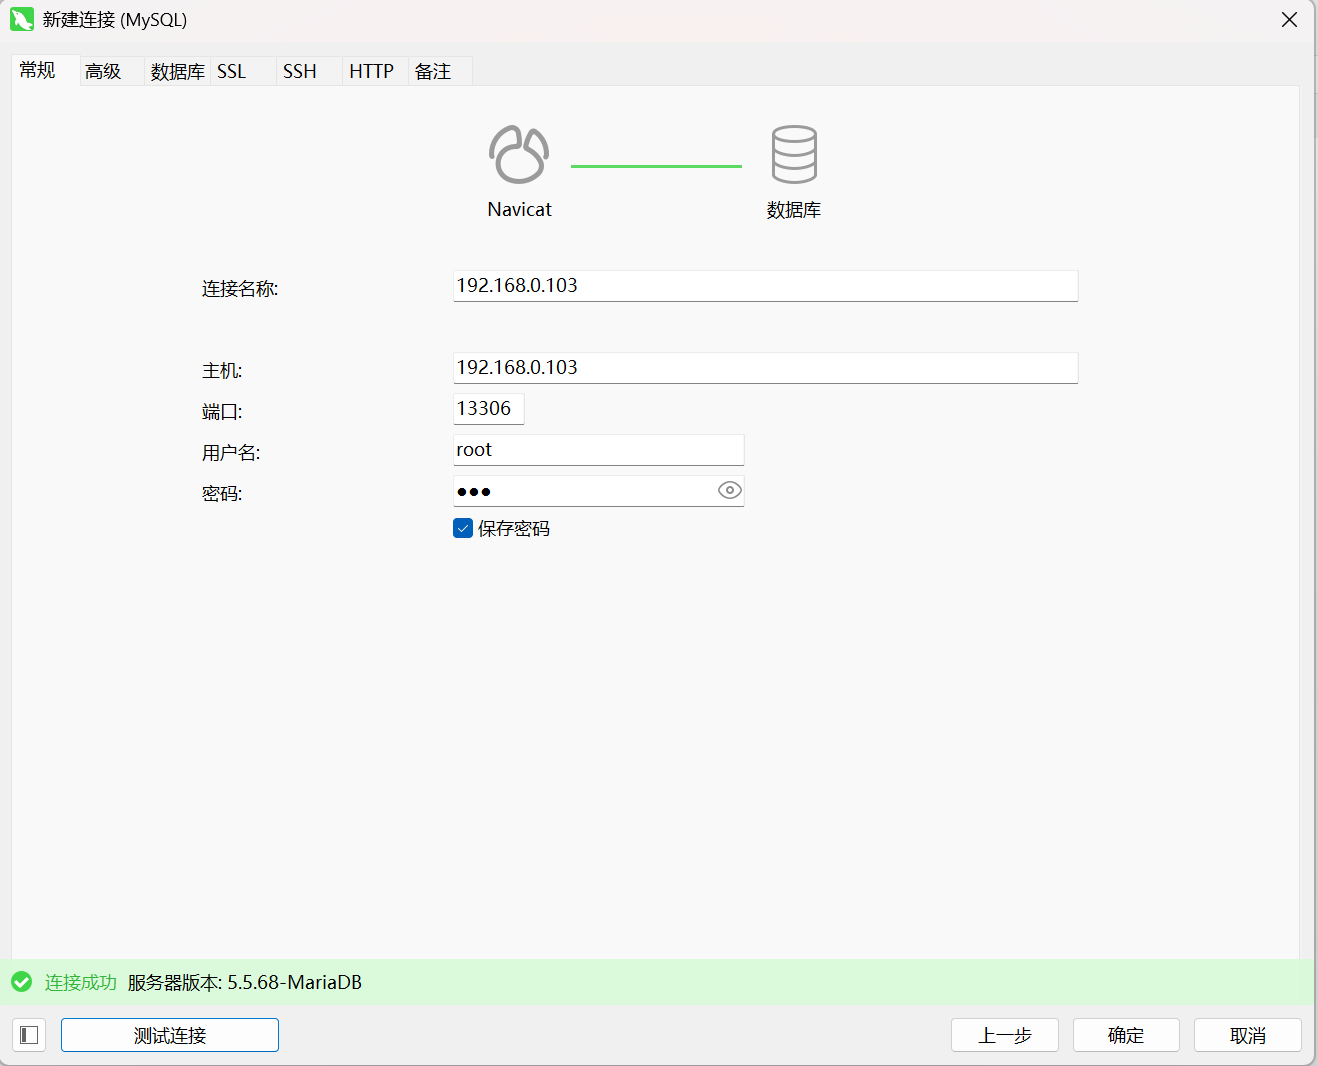 新建连接 (MySQL)
常规 高级 数据库 SSL SSH HTTP 备注
Navicat 数据库
连接名称: 192.168.0.103
主机: 192.168.0.103
端口: 13306
用户名: root
密码: ●●●
保存密码
连接成功 服务器版本: 5.5.68-MariaDB
测试连接 上一步 确定 取消